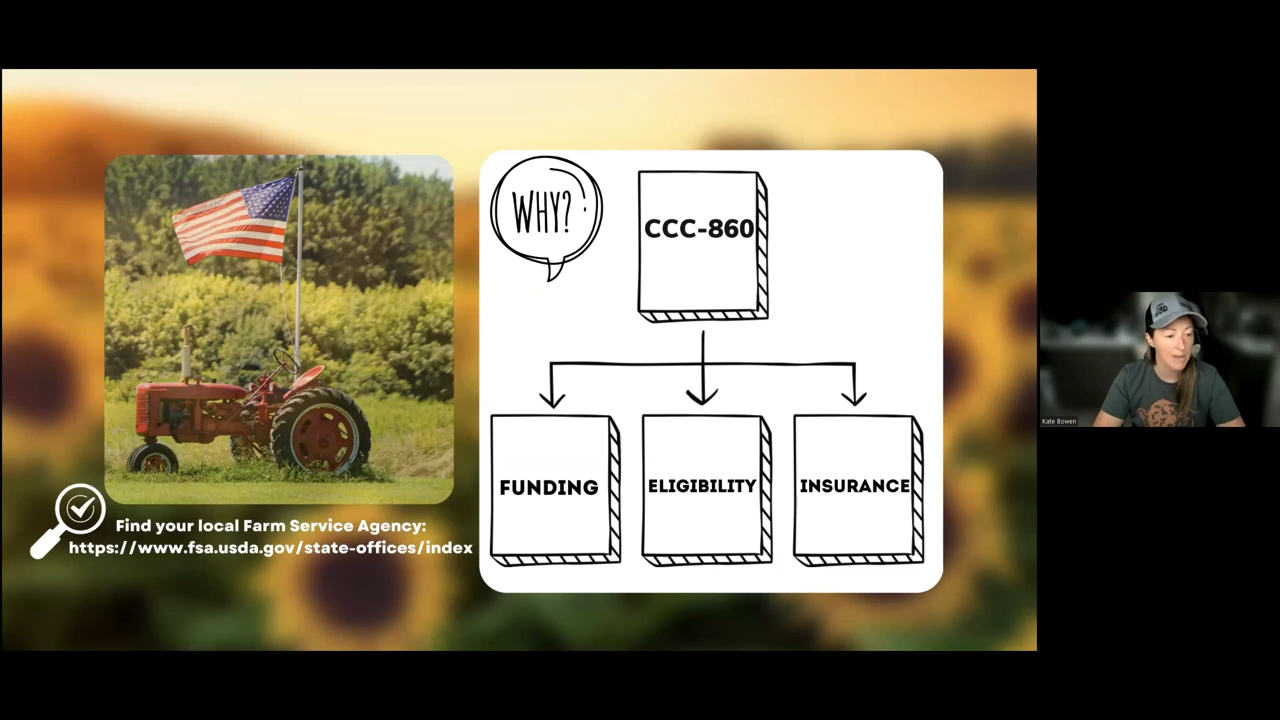 WHY?
CCC-860
FUNDING
ELIGIBILITY
INSURANCE
Find your local Farm Service Agency:
https://www.fsa.usda.gov/state-offices/index
Kate Bowen